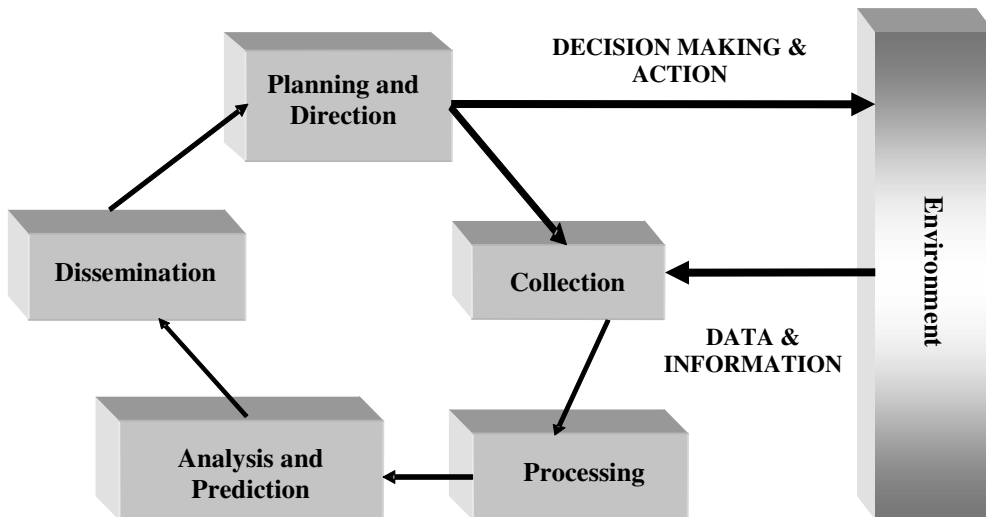 DECISION MAKING &
ACTION
Planning and
Direction
Environment
Dissemination
Collection
DATA &
INFORMATION
Analysis and
Prediction
Processing